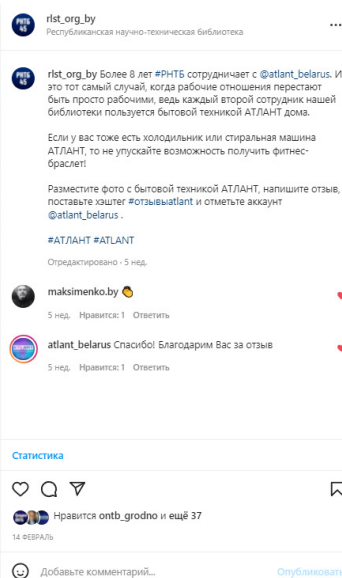 rlst_org_by
Республиканская научно-техническая библиотека
РНТБ
45
РНТБ
45
rlst_org_by Более 8 лет #РНТБ сотрудничает с @atlant_belarus. И
это тот самый случай, когда рабочие отношения перестают
быть просто рабочими, ведь каждый второй сотрудник нашей
библиотеки пользуется бытовой техникой АТЛАНТ дома.
Если у вас тоже есть холодильник или стиральная машина
АТЛАНТ, то не упускайте возможность получить фитнес-
браслет!
Разместите фото с бытовой техникой АТЛАНТ, напишите отзыв,
поставьте хэштег #отзывыatlant и отметьте аккаунт
@atlant_belarus .
#АТЛАНТ #ATLANT
Отредактировано · 5 нед.
maksimenko.by 👏
5 нед. Нравится: 1 Ответить
atlant_belarus Спасибо! Благодарим Вас за отзыв
5 нед. Нравится: 1 Ответить
Статистика
Нравится ontb_grodno и ещё 37
14 ФЕВРАЛЬ
Добавьте комментарий...
Опубликовать